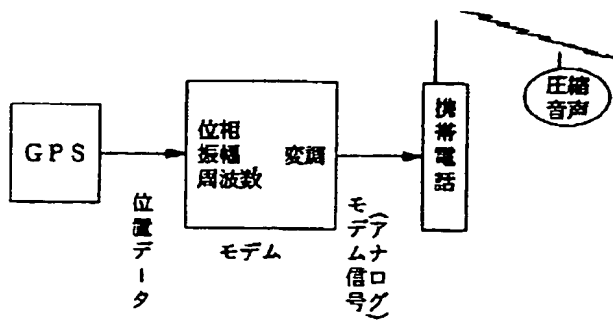 GPS
位置データ
位相
振幅 変調
周波数
モデム
モデム信号
(アナログ)
携帯電話
圧縮
音声